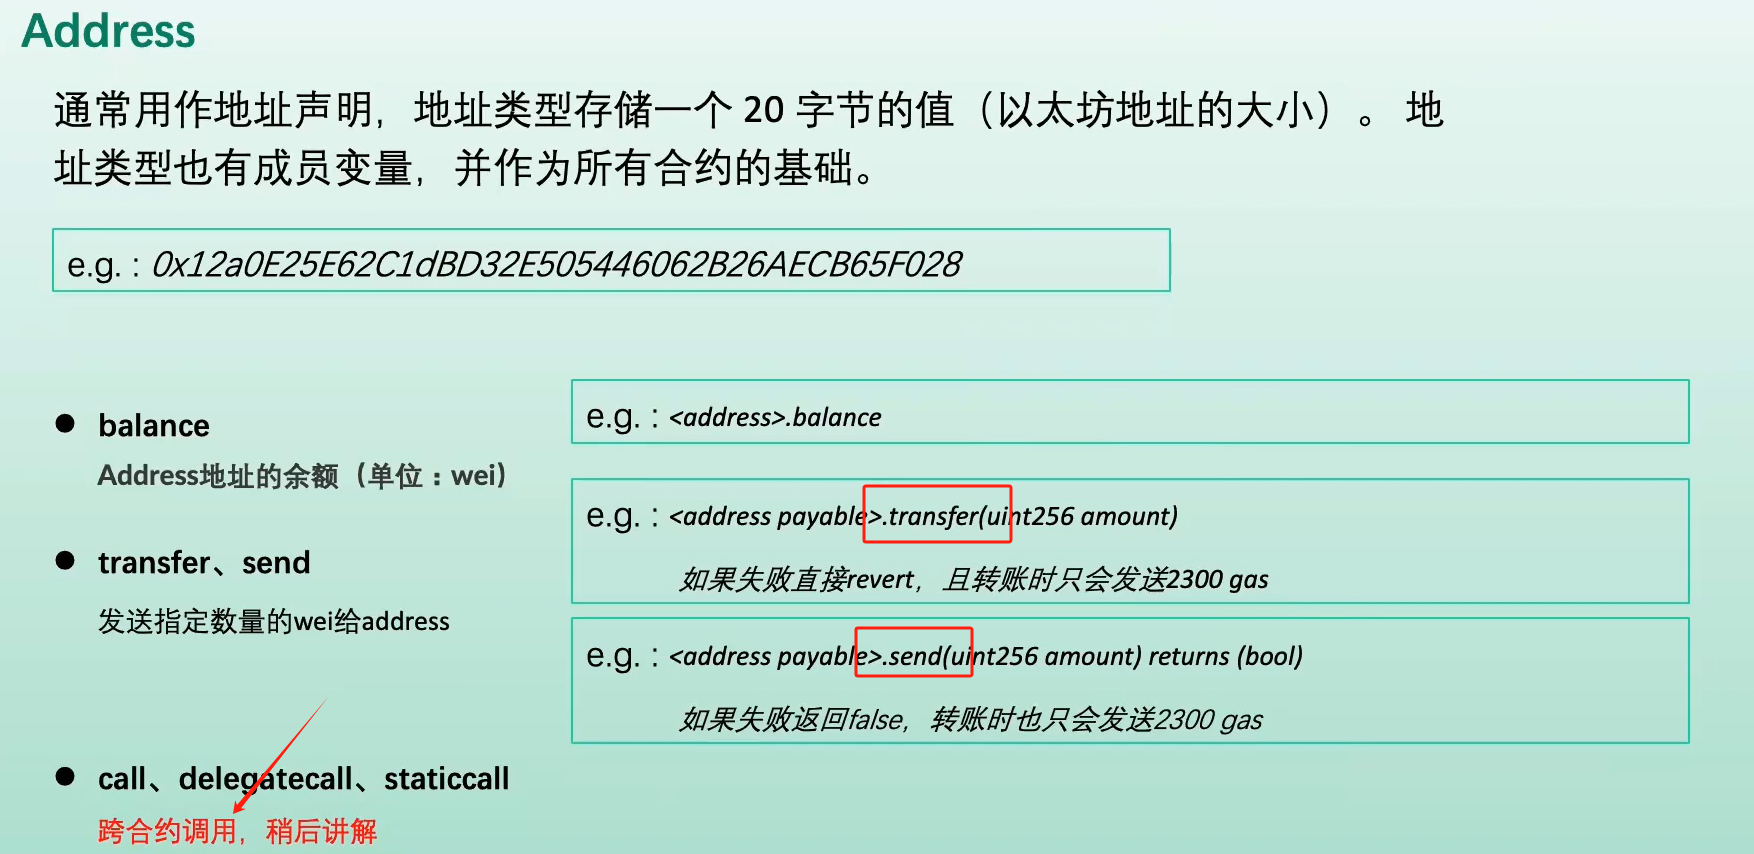 Address
通常用作地址声明，地址类型存储一个 20 字节的值（以太坊地址的大小）。 地
址类型也有成员变量，并作为所有合约的基础。
e.g.：0x12a0E25E62C1dBD32E505446062B26AECB65F028
● balance
Address地址的余额（单位：wei）
e.g.：<address>.balance
● transfer、send
发送指定数量的wei给address
e.g.：<address payable>.transfer(uint256 amount)
如果失败直接revert，且转账时只会发送2300 gas
e.g.：<address payable>.send(uint256 amount) returns (bool)
如果失败返回false，转账时也只会发送2300 gas
● call、delegatecall、staticcall
跨合约调用，稍后讲解